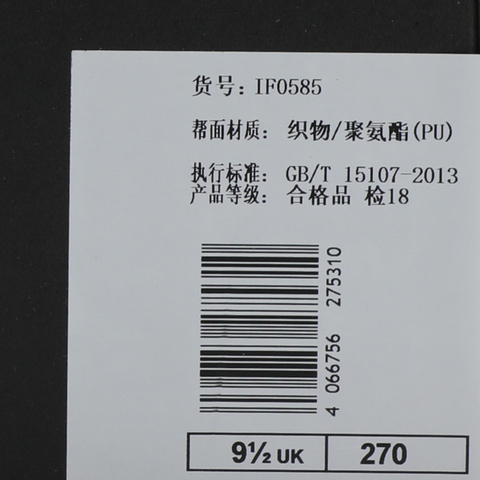 货号: IF0585
帮面材质: 织物/聚氨酯(PU)
执行标准: GB/T 15107-2013
产品等级: 合格品 检18
4 066756 275310
9½ UK 270